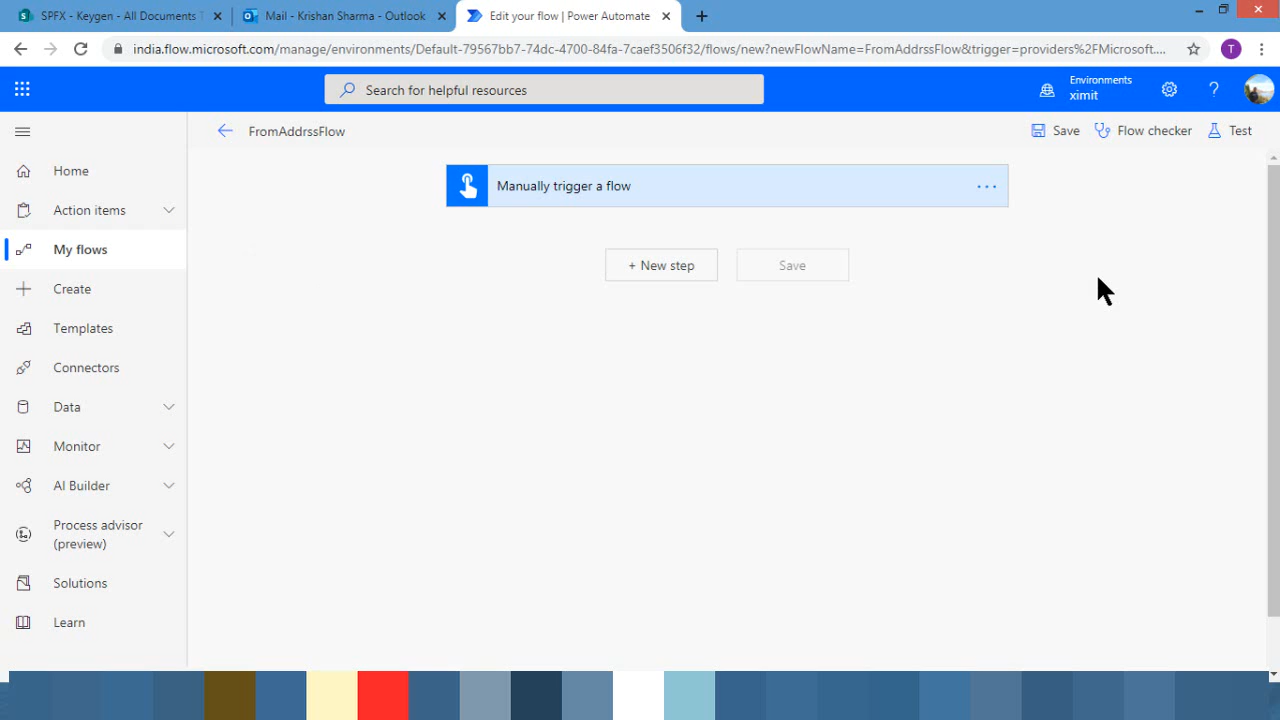 SPFX - Keygen - All Documents
Mail - Krishan Sharma - Outlook
Edit your flow | Power Automate
india.flow.microsoft.com/manage/environments/Default-79567bb7-74dc-4700-84fa-7caef3506f32/flows/new?newFlowName=FromAddrssFlow&trigger=providers%2FMicrosoft....
T
Search for helpful resources
Environments
ximit
FromAddrssFlow
Save
Flow checker
Test
Home
Action items
My flows
Create
Templates
Connectors
Data
Monitor
AI Builder
Process advisor
(preview)
Solutions
Learn
Manually trigger a flow
+ New step
Save